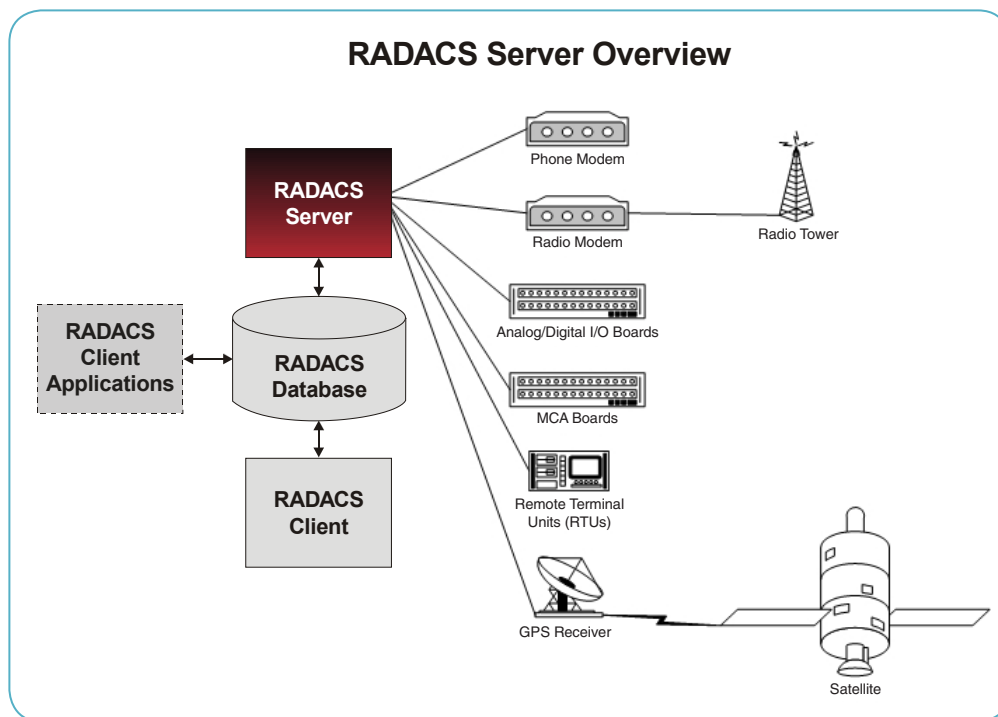 RADACS Server Overview
Phone Modem
RADACS
Server
Radio Modem
Radio Tower
Analog/Digital I/O Boards
RADACS
Client
Applications
RADACS
Database
MCA Boards
RADACS
Client
Remote Terminal
Units (RTUs)
GPS Receiver
Satellite